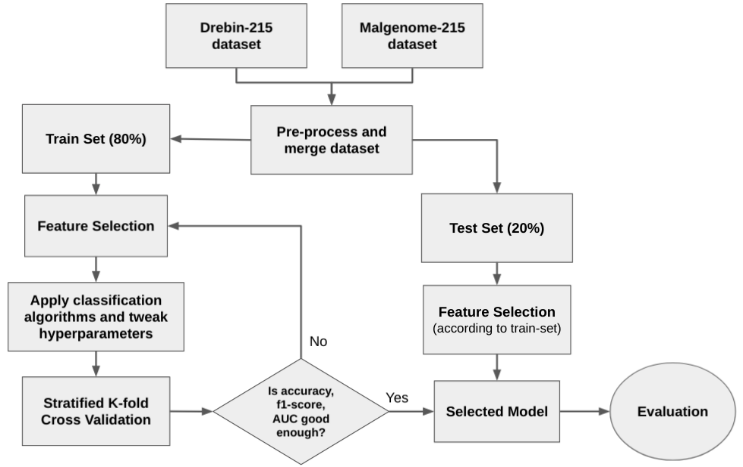 Drebin-215
dataset
Malgenome-215
dataset
Pre-process and
merge dataset
Train Set (80%)
Feature Selection
Apply classification
algorithms and tweak
hyperparameters
Stratified K-fold
Cross Validation
Is accuracy,
f1-score,
AUC good
enough?
No
Yes
Test Set (20%)
Feature Selection
(according to train-set)
Selected Model
Evaluation